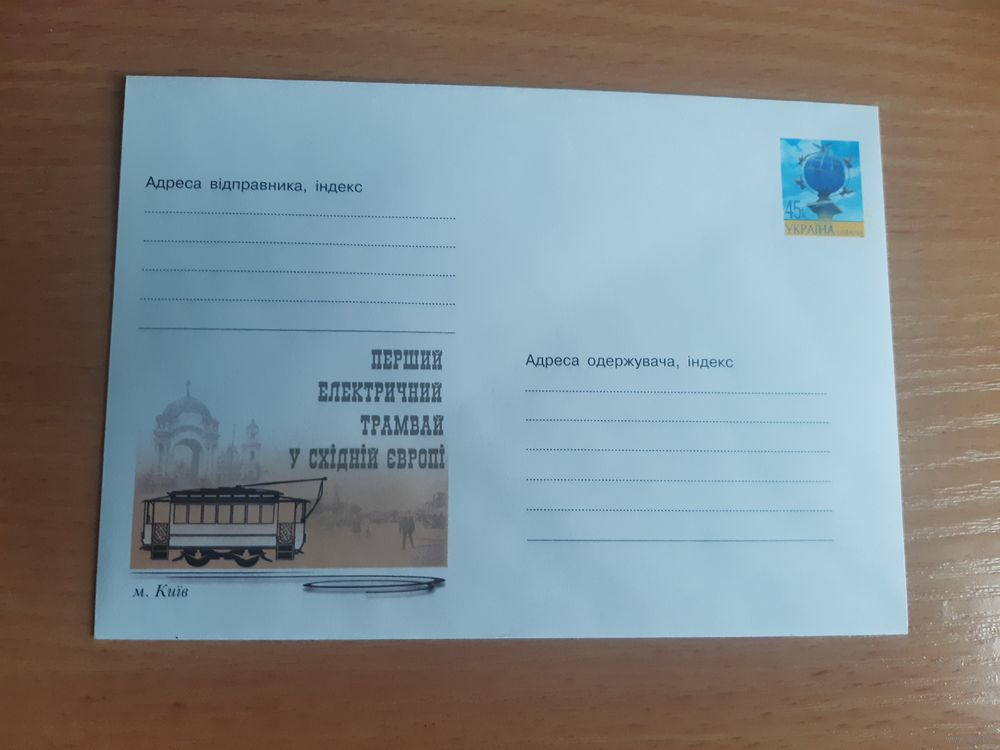 Адреса відправника, індекс
45к
УКРАЇНА
Адреса одержувача, індекс
ПЕРШИЙ
ЕЛЕКТРИЧНИЙ
ТРАМВАЙ
У СХІДНІЙ ЄВРОПІ
м. Київ